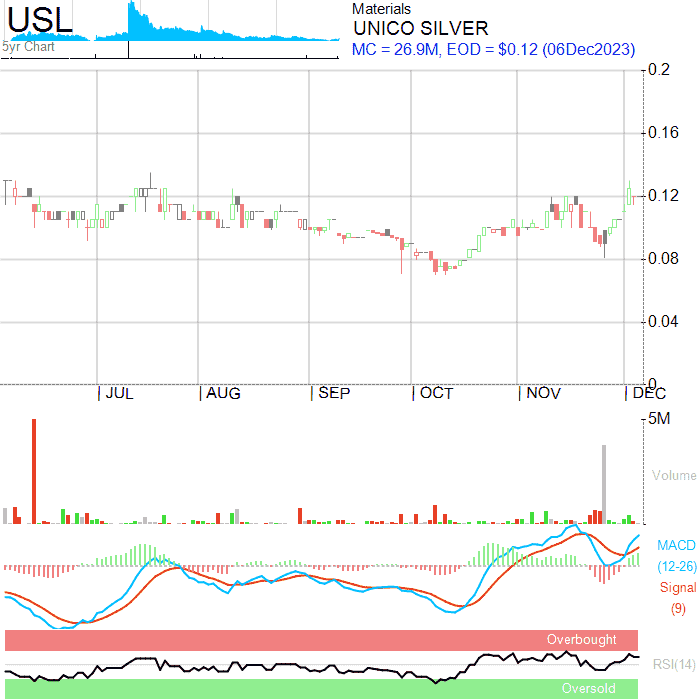 USL
5yr Chart
Materials
UNICO SILVER
MC = 26.9M, EOD = $0.12 (06Dec2023)
0.2
0.16
0.12
0.08
0.04
0
JUL AUG SEP OCT NOV DEC
5M
Volume
MACD
(12-26)
Signal
(9)
Overbought
RSI(14)
Oversold